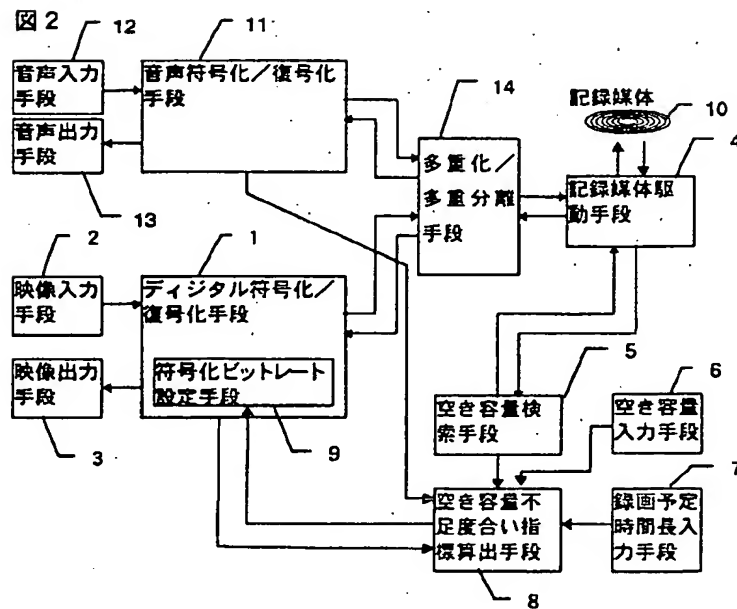 図2
12
11
音声入力
手段
音声符号化／復号化
手段
14
記録媒体
10
4
音声出力
手段
多重化／
多重分離
手段
記録媒体駆
動手段
13
2
1
映像入力
手段
ディジタル符号化／
復号化手段
符号化ビットレート
設定手段
5
6
映像出力
手段
空き容量検
索手段
空き容量
入力手段
3
9
7
空き容量不
足度合い指
標算出手段
録画予定
時間長入
力手段
8